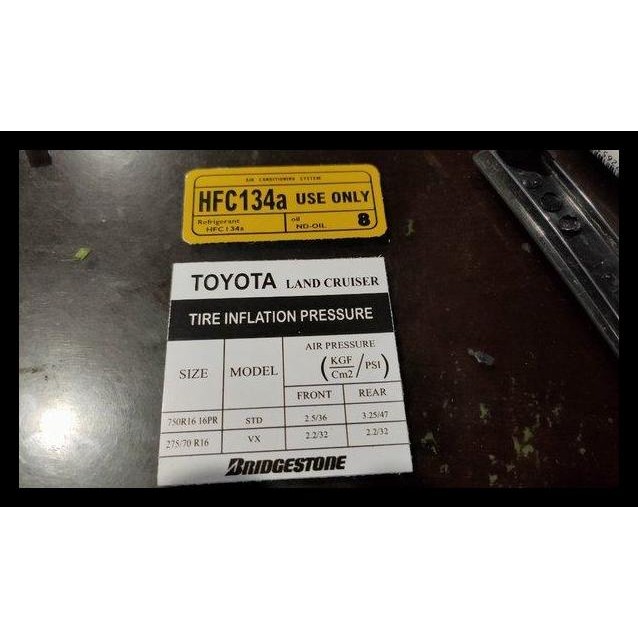 AIR CONDITIONING SYSTEM
HFC134a USE ONLY
Refrigerant oil 8
HFC134a ND-OIL
TOYOTA LAND CRUISER
TIRE INFLATION PRESSURE
SIZE MODEL AIR PRESSURE
(KGF/Cm2/PSI)
FRONT REAR
750R16 16PR STD 2.5/36 3.25/47
275/70 R16 VX 2.2/32 2.2/32
BRIDGESTONE